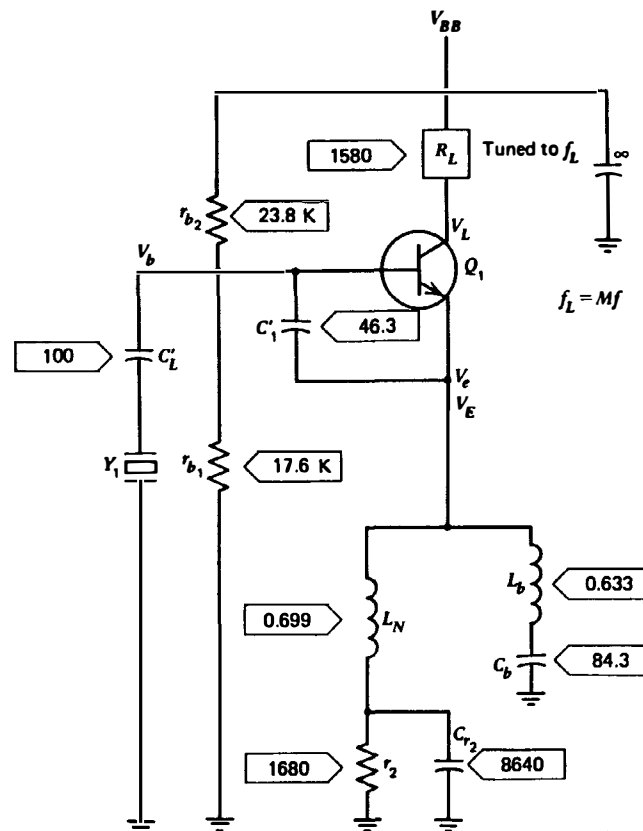 V_BB
1580
R_L
Tuned to f_L
∞
r_b2
23.8 K
V_L
V_b
Q_1
f_L = Mf
C'_1
46.3
100
C'_L
V_e
V_E
Y_1
r_b1
17.6 K
L_b
0.633
0.699
L_N
C_b
84.3
C_r2
1680
r_2
8640